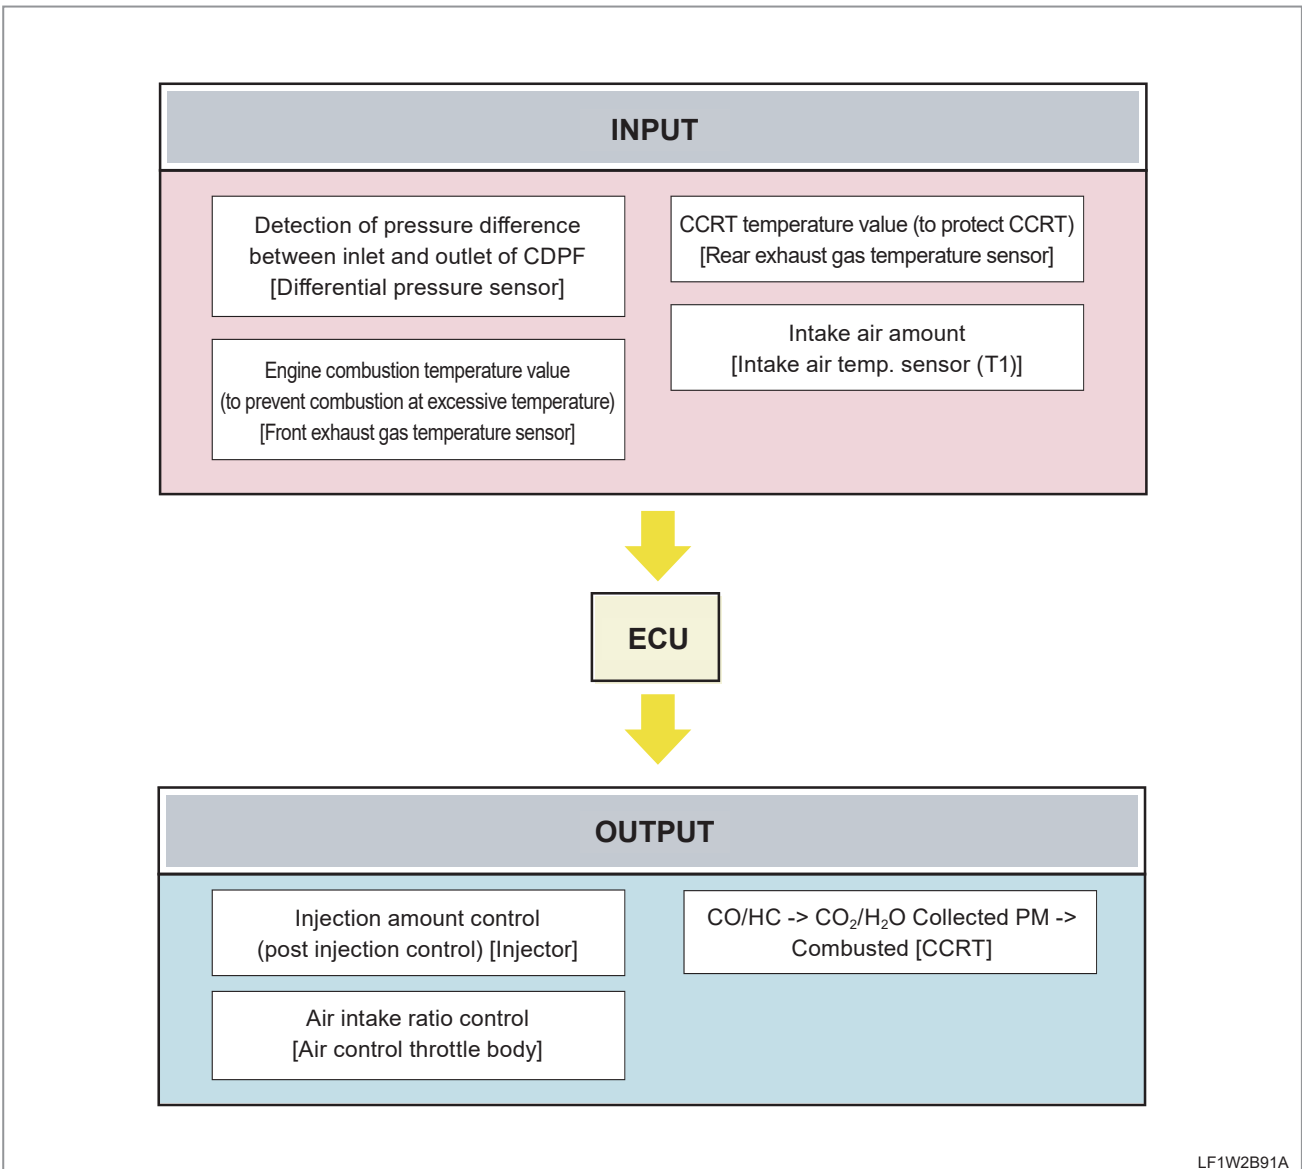 INPUT
Detection of pressure difference
between inlet and outlet of CDPF
[Differential pressure sensor]
Engine combustion temperature value
(to prevent combustion at excessive temperature)
[Front exhaust gas temperature sensor]
CCRT temperature value (to protect CCRT)
[Rear exhaust gas temperature sensor]
Intake air amount
[Intake air temp. sensor (T1)]
ECU
OUTPUT
Injection amount control
(post injection control) [Injector]
Air intake ratio control
[Air control throttle body]
CO/HC -> CO₂/H₂O Collected PM ->
Combusted [CCRT]
LF1W2B91A